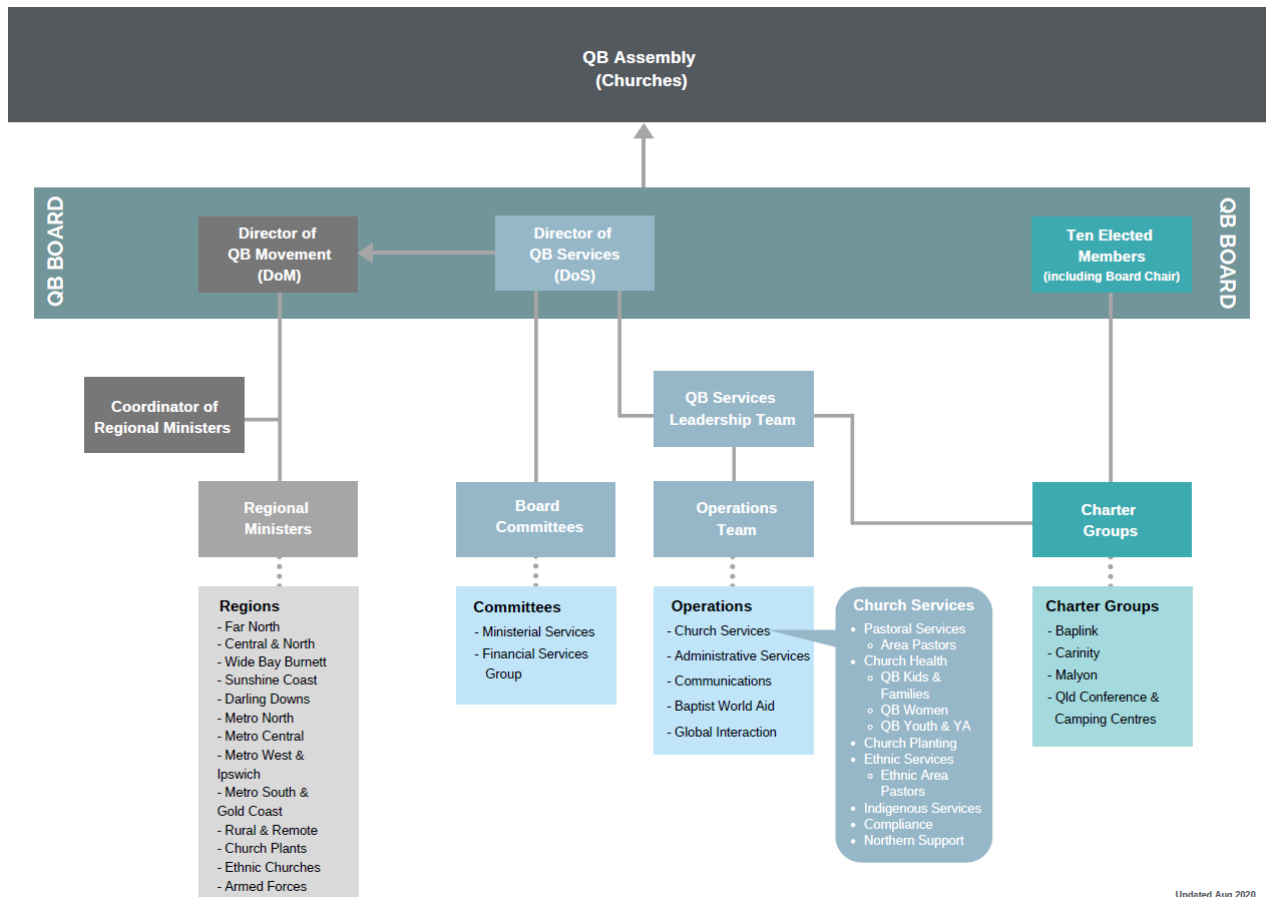 QB Assembly
(Churches)
QB BOARD
Director of
QB Movement
(DoM)
Director of
QB Services
(DoS)
Ten Elected
Members
(including Board Chair)
QB BOARD
Coordinator of
Regional Ministers
QB Services
Leadership Team
Regional
Ministers
Board
Committees
Operations
Team
Charter
Groups
Regions
- Far North
- Central & North
- Wide Bay Burnett
- Sunshine Coast
- Darling Downs
- Metro North
- Metro Central
- Metro West &
Ipswich
- Metro South &
Gold Coast
- Rural & Remote
- Church Plants
- Ethnic Churches
- Armed Forces
Committees
- Ministerial Services
- Financial Services
Group
Operations
- Church Services
- Administrative Services
- Communications
- Baptist World Aid
- Global Interaction
Church Services
• Pastoral Services
○ Area Pastors
• Church Health
○ QB Kids &
Families
○ QB Women
○ QB Youth & YA
• Church Planting
• Ethnic Services
○ Ethnic Area
Pastors
• Indigenous Services
• Compliance
• Northern Support
Charter Groups
- Baplink
- Carinity
- Malyon
- Qld Conference &
Camping Centres
Updated Aug 2020